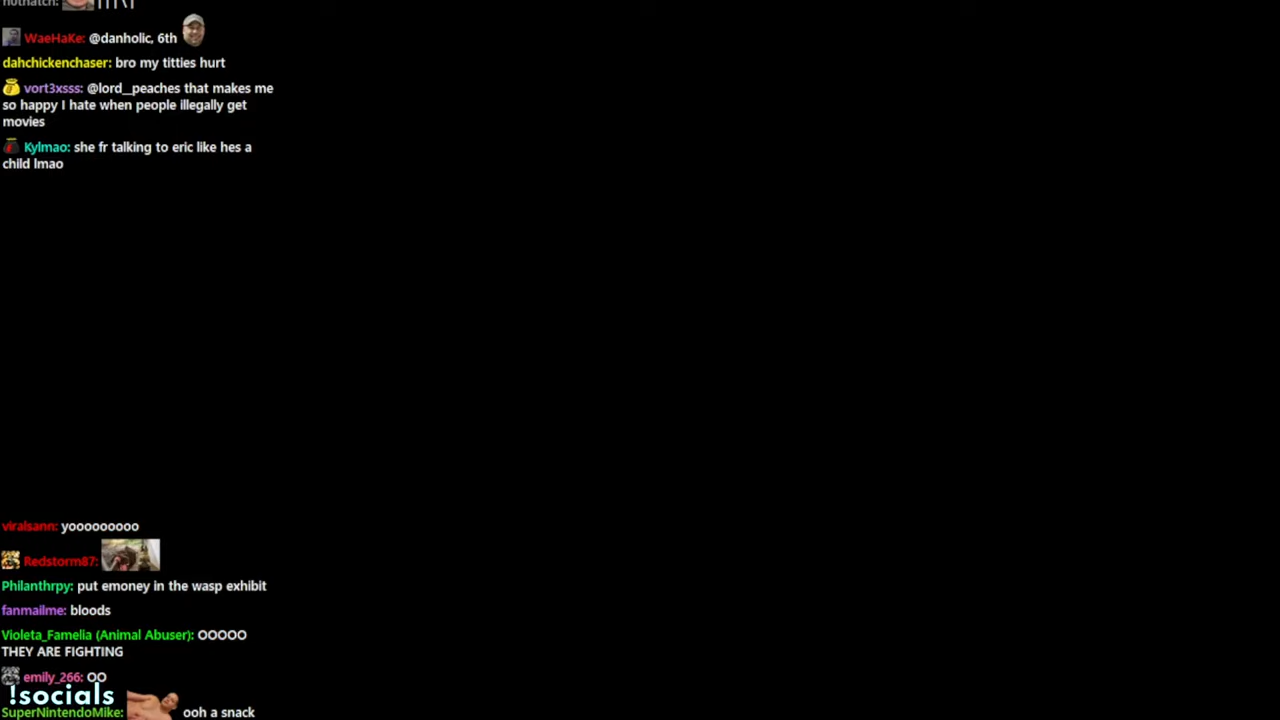 nothatch:
WaeHaKe: @danholic, 6th
dahchickenchaser: bro my titties hurt
vort3xsss: @lord__peaches that makes me
so happy I hate when people illegally get
movies
Kylmao: she fr talking to eric like hes a
child lmao
viralsann: yooooooooo
Redstorm87:
Philanthrpy: put emoney in the wasp exhibit
fanmailme: bloods
Violeta_Famelia (Animal Abuser): OOOOO
THEY ARE FIGHTING
emily_266: OO
!socials
SuperNintendoMike: ooh a snack